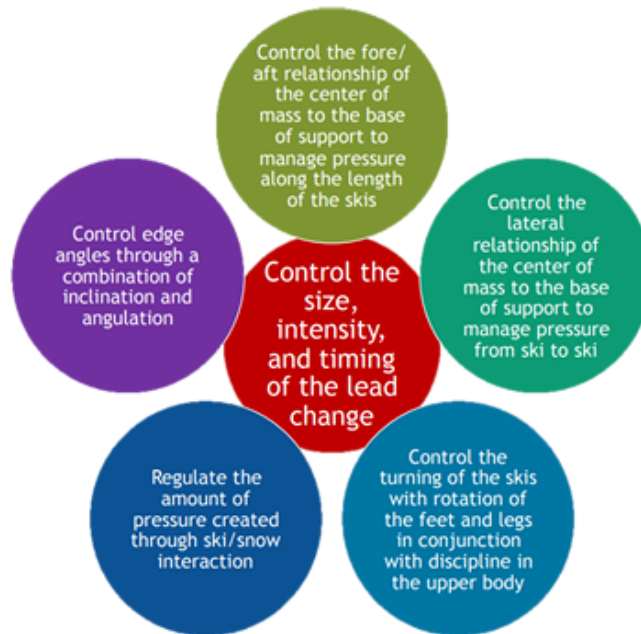 Control the fore/
aft relationship of
the center of
mass to the base
of support to
manage pressure
along the length
of the skis
Control the
lateral
relationship of
the center of
mass to the base
of support to
manage pressure
from ski to ski
Control the
turning of the skis
with rotation of
the feet and legs
in conjunction
with discipline in
the upper body
Regulate the
amount of
pressure created
through ski/snow
interaction
Control edge
angles through a
combination of
inclination and
angulation
Control the
size,
intensity,
and timing
of the lead
change